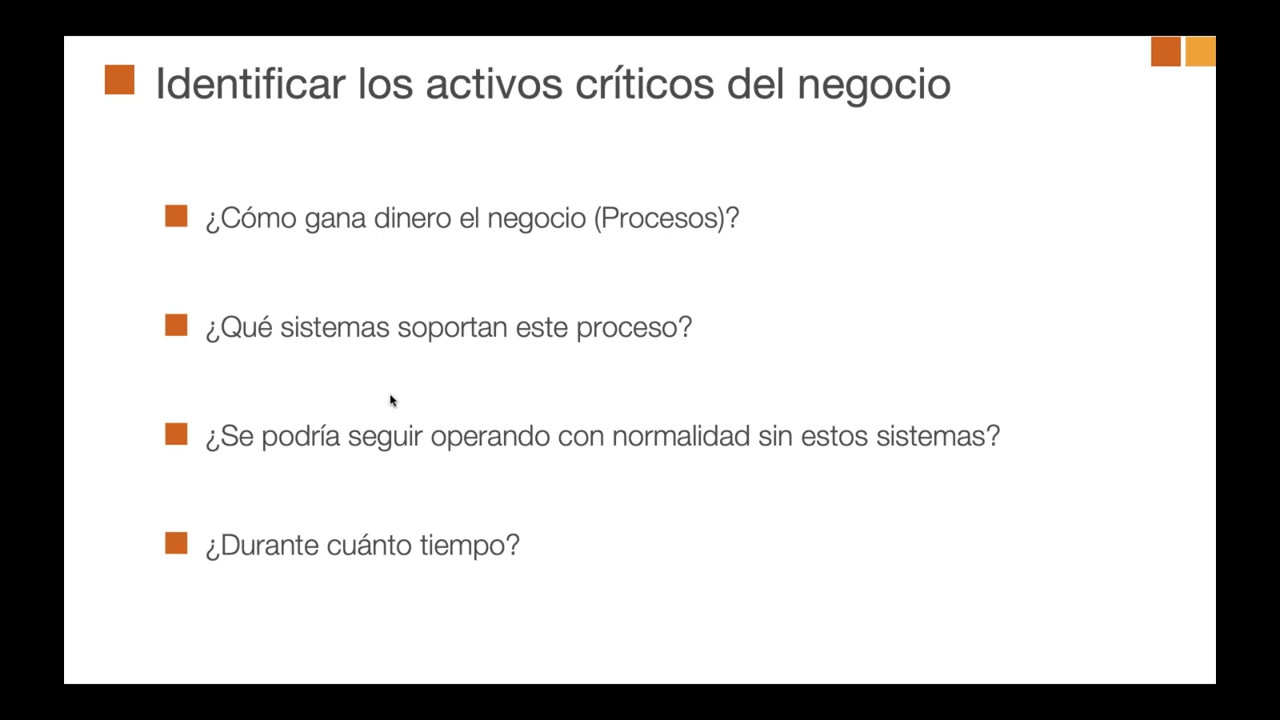 Identificar los activos críticos del negocio
¿Cómo gana dinero el negocio (Procesos)?
¿Qué sistemas soportan este proceso?
¿Se podría seguir operando con normalidad sin estos sistemas?
¿Durante cuánto tiempo?